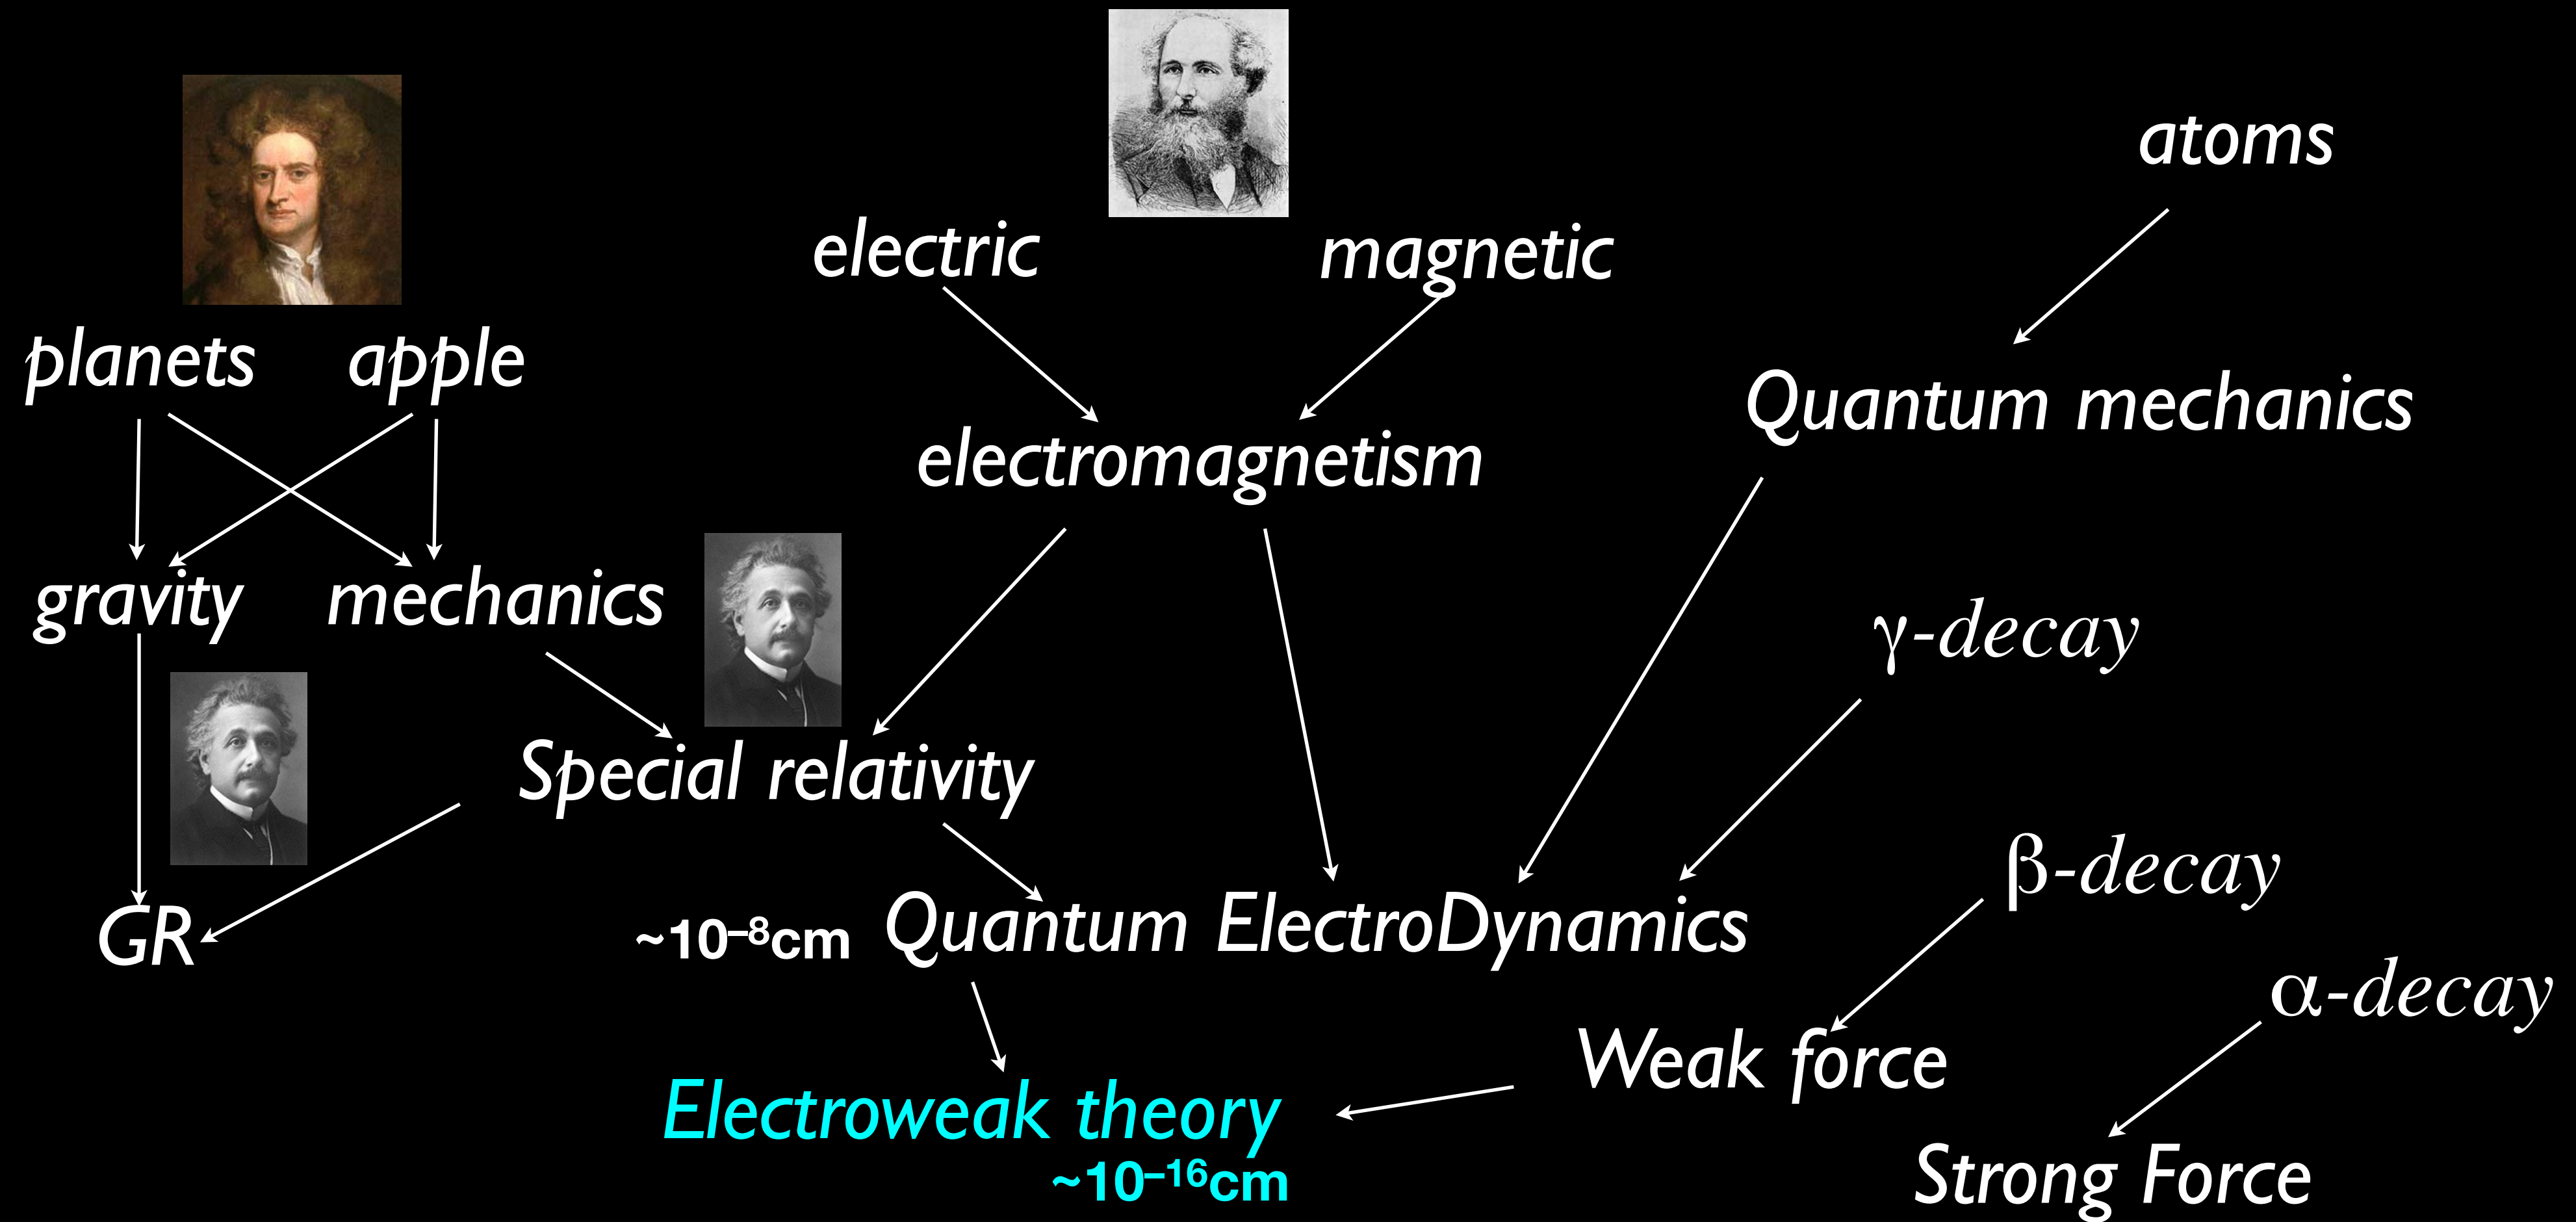 atoms
electric
magnetic
planets
apple
Quantum mechanics
electromagnetism
gravity
mechanics
γ-decay
Special relativity
β-decay
GR
~10⁻⁸cm
Quantum ElectroDynamics
α-decay
Weak force
Electroweak theory
~10⁻¹⁶cm
Strong Force